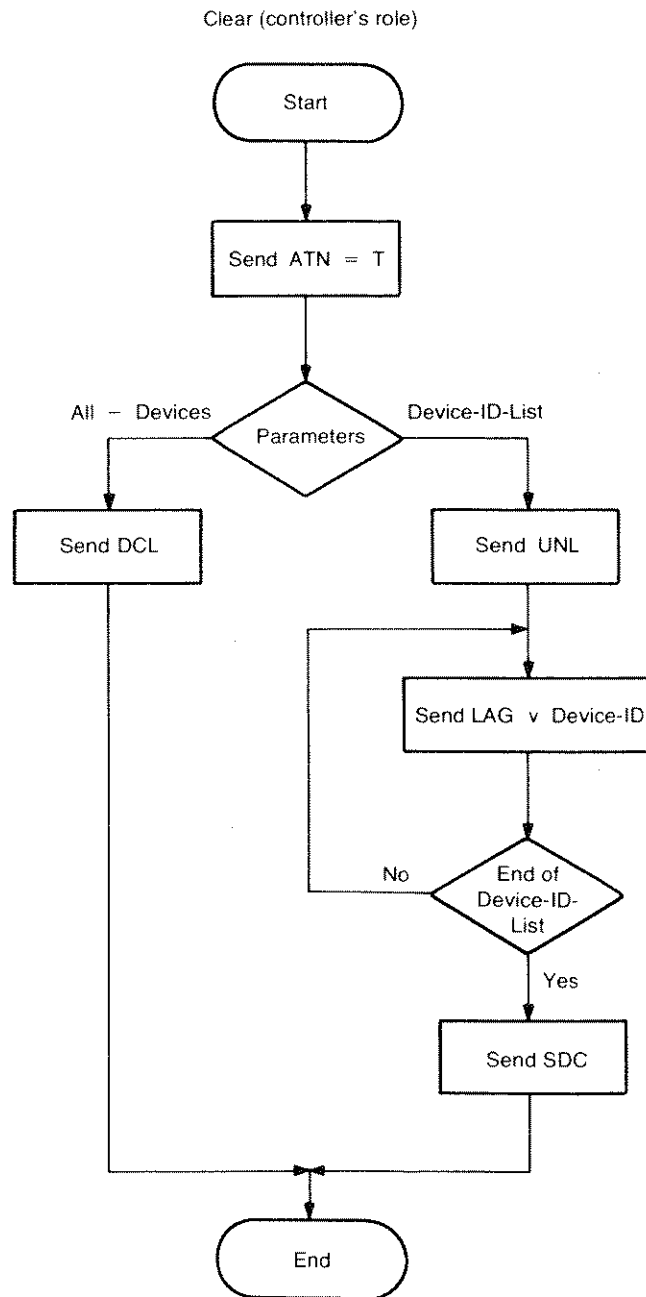 Clear (controller's role)
Start
Send ATN = T
All – Devices
Parameters
Device-ID-List
Send DCL
Send UNL
Send LAG v Device-ID
No
End of
Device-ID-
List
Yes
Send SDC
End